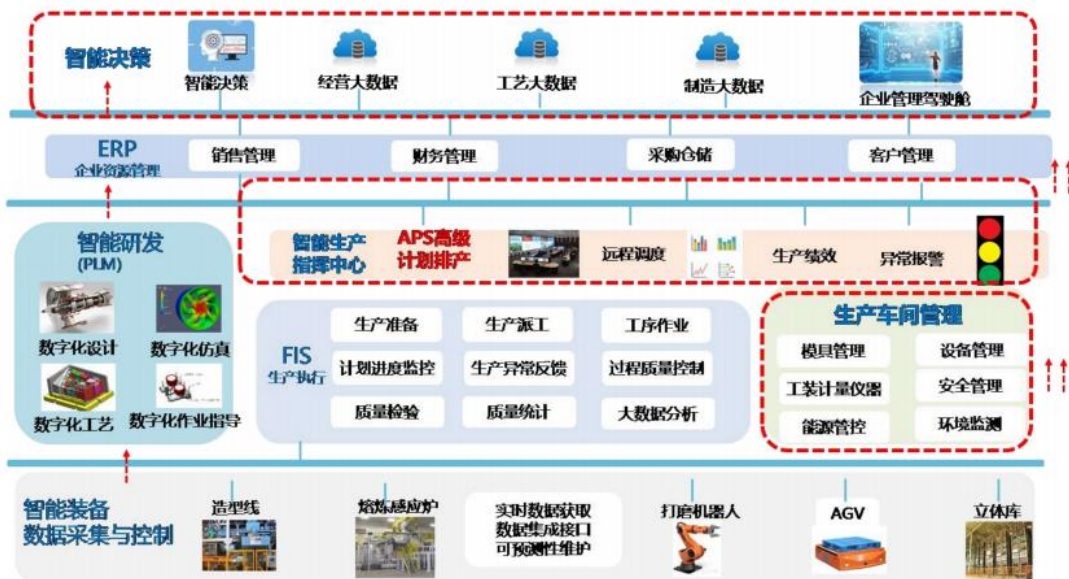 智能决策
智能决策
经营大数据
工艺大数据
制造大数据
企业管理驾驶舱
ERP
企业资源管理
销售管理
财务管理
采购仓储
客户管理
智能研发
(PLM)
数字化设计
数字化仿真
数字化工艺
数字化作业指导
智能生产
指挥中心
APS高级
计划排产
远程调度
生产绩效
异常报警
FIS
生产执行
生产准备
生产派工
工序作业
计划进度监控
生产异常反馈
过程质量控制
质量检验
质量统计
大数据分析
生产车间管理
模具管理
设备管理
工装计量仪器
安全管理
能源管控
环境监测
智能装备
数据采集与控制
造型线
熔炼感应炉
实时数据获取
数据集成接口
可预测性维护
打磨机器人
AGV
立体库